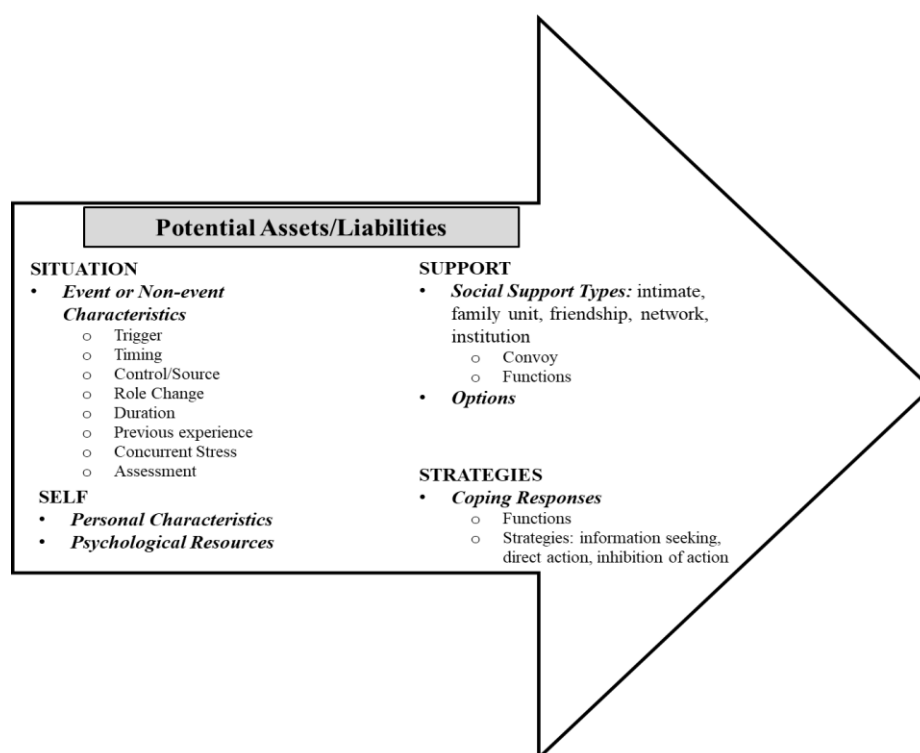 Potential Assets/Liabilities
SITUATION
• Event or Non-event
Characteristics
o Trigger
o Timing
o Control/Source
o Role Change
o Duration
o Previous experience
o Concurrent Stress
o Assessment
SELF
• Personal Characteristics
• Psychological Resources
SUPPORT
• Social Support Types: intimate,
family unit, friendship, network,
institution
o Convoy
o Functions
• Options
STRATEGIES
• Coping Responses
o Functions
o Strategies: information seeking,
direct action, inhibition of action